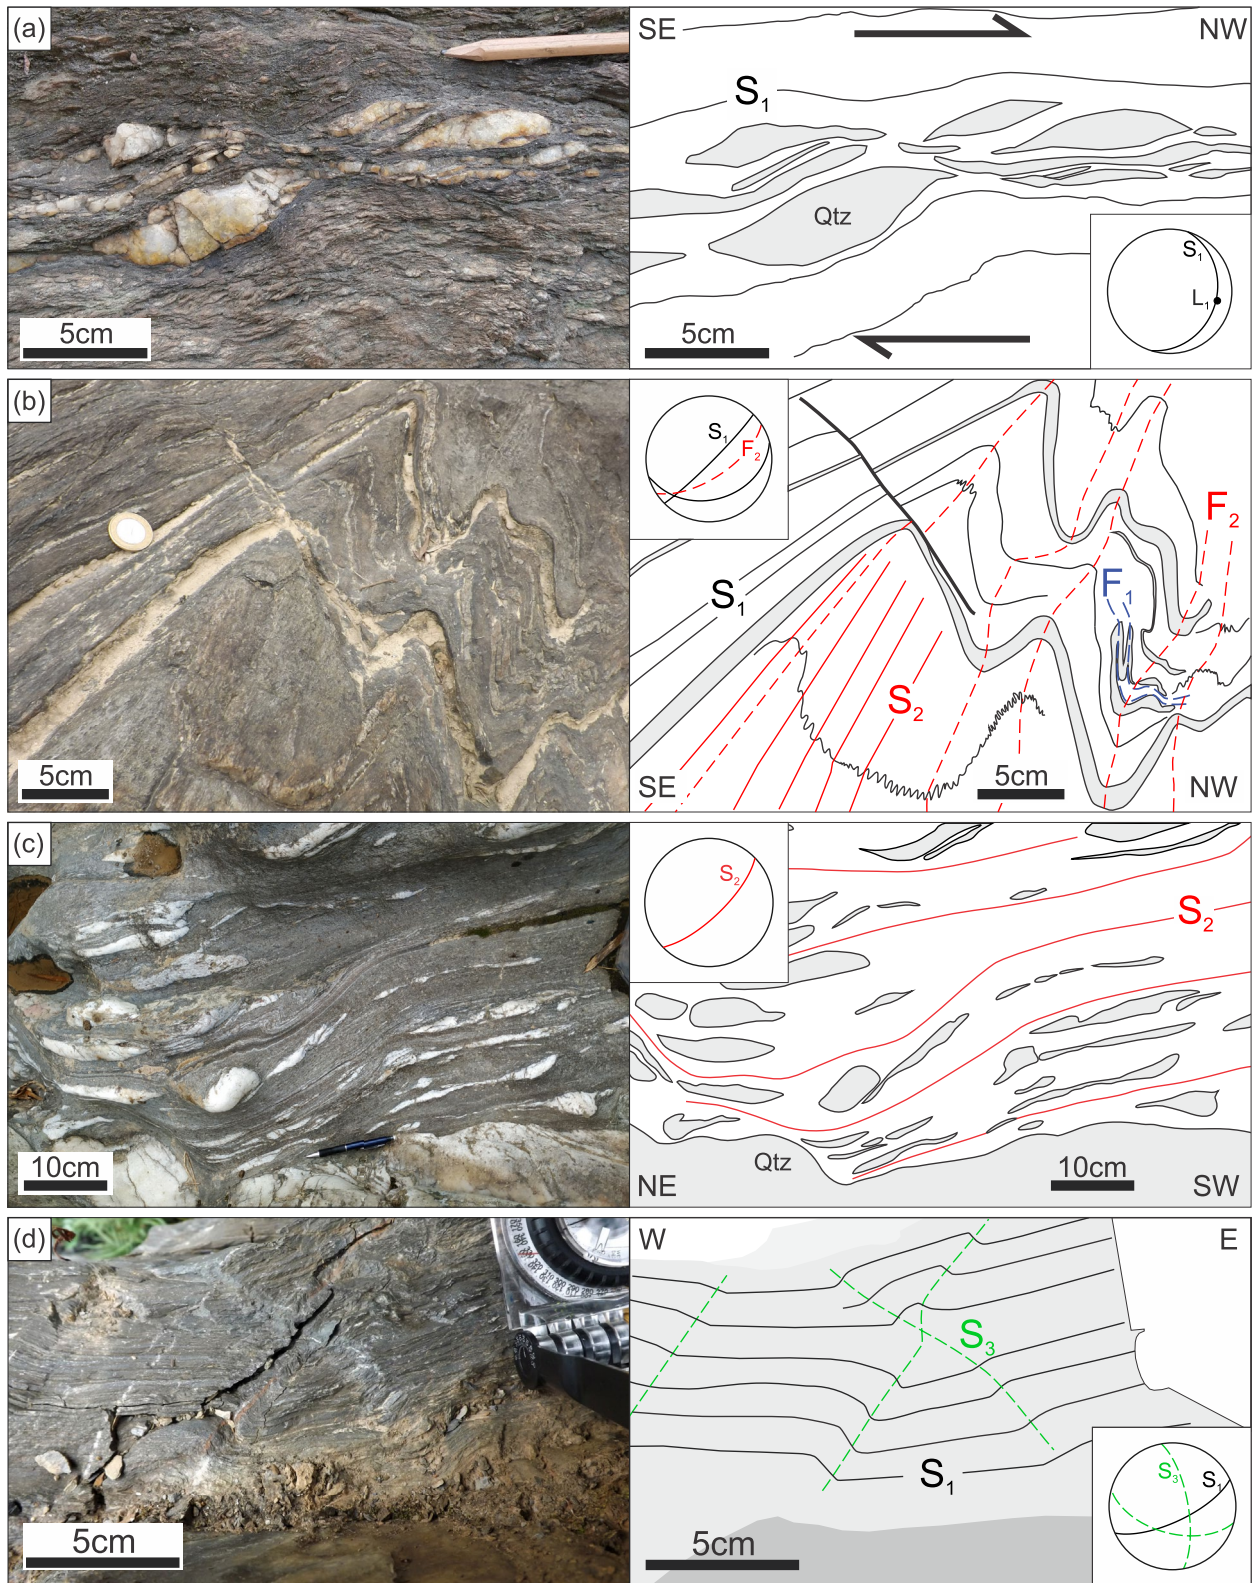 (a)
5cm
SE
NW
S₁
Qtz
5cm
S₁
L₁
(b)
5cm
S₁
F₂
F₂
F₁
S₁
S₂
SE
5cm
NW
(c)
10cm
S₂
S₂
Qtz
NE
10cm
SW
(d)
5cm
W
E
S₃
S₁
5cm
S₃
S₁